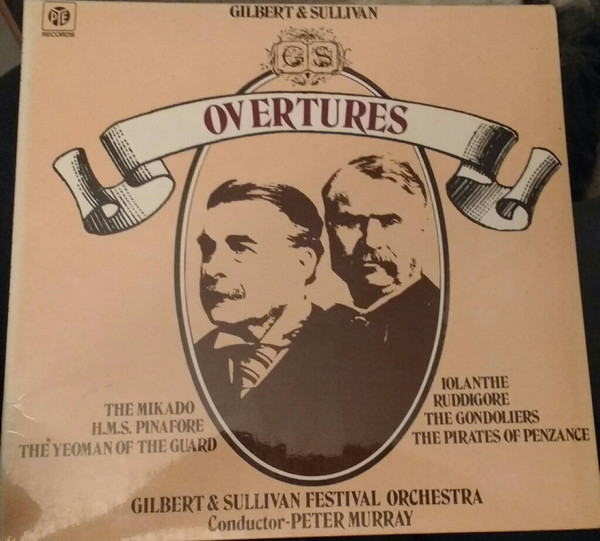 PYE
RECORDS
GILBERT & SULLIVAN
G S
OVERTURES
THE MIKADO
H.M.S. PINAFORE
THE YEOMAN OF THE GUARD
IOLANTHE
RUDDIGORE
THE GONDOLIERS
THE PIRATES OF PENZANCE
GILBERT & SULLIVAN FESTIVAL ORCHESTRA
Conductor-PETER MURRAY